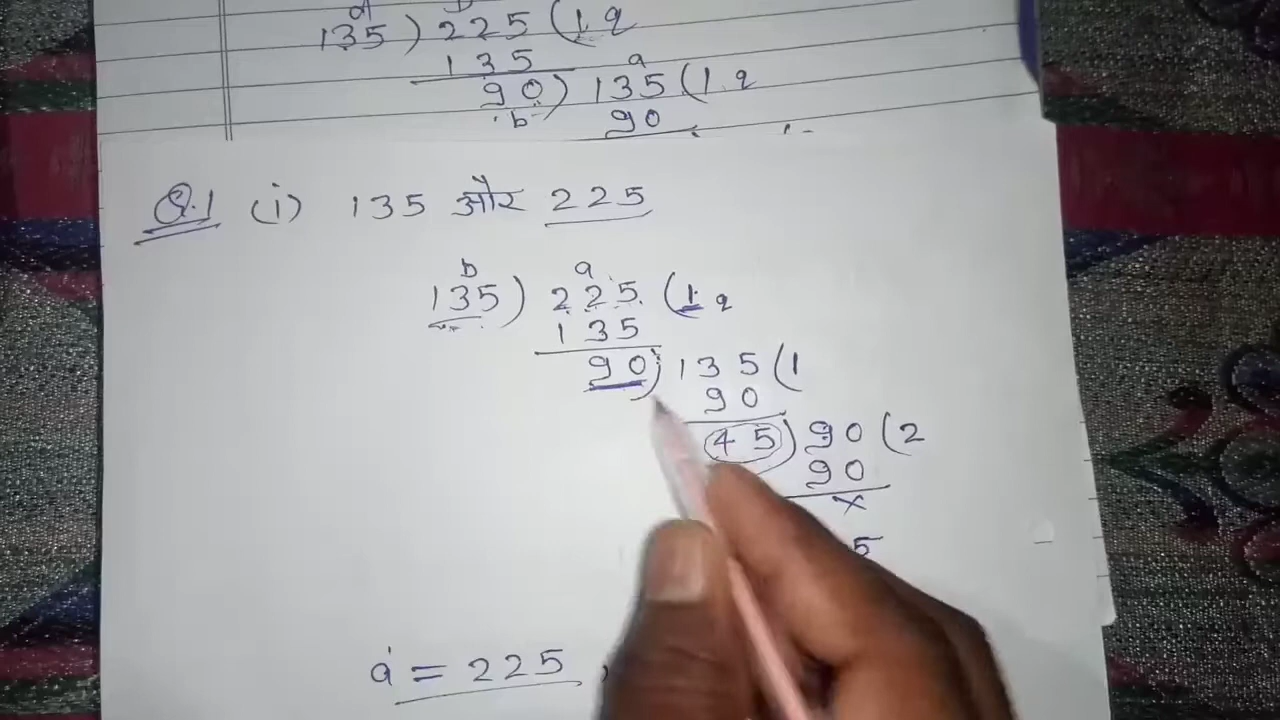 a b
135 ) 225 ( 1 q
135 a
90 ) 135 ( 1 q
b 90
Q.1 (i) 135 और 225
b a
135 ) 225 ( 1 q
135
90 ) 135 ( 1
90
45 ) 90 ( 2
90
×
5
a = 225 ,